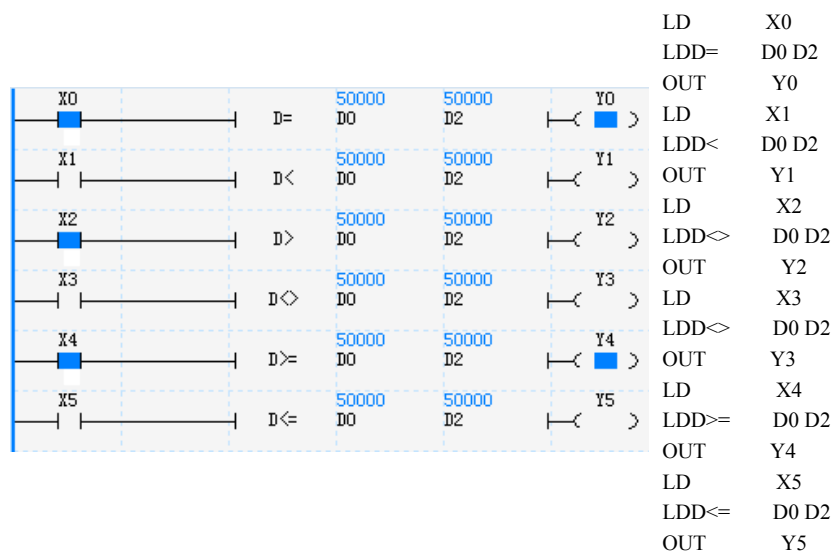 X0 D= 50000 D0 50000 D2 Y0
X1 D< 50000 D0 50000 D2 Y1
X2 D> 50000 D0 50000 D2 Y2
X3 D<> 50000 D0 50000 D2 Y3
X4 D>= 50000 D0 50000 D2 Y4
X5 D<= 50000 D0 50000 D2 Y5
LD X0
LDD= D0 D2
OUT Y0
LD X1
LDD< D0 D2
OUT Y1
LD X2
LDD<> D0 D2
OUT Y2
LD X3
LDD<> D0 D2
OUT Y3
LD X4
LDD>= D0 D2
OUT Y4
LD X5
LDD<= D0 D2
OUT Y5